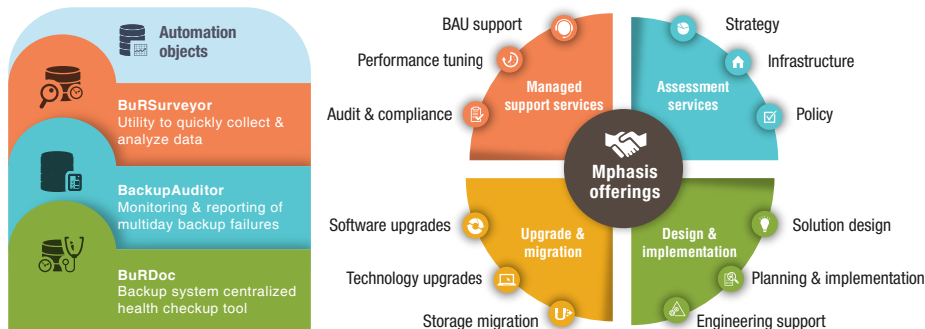 Automation
objects
BuRSurveyor
Utility to quickly collect &
analyze data
BackupAuditor
Monitoring & reporting of
multiday backup failures
BuRDoc
Backup system centralized
health checkup tool
BAU support
Performance tuning
Audit & compliance
Managed
support services
Strategy
Infrastructure
Policy
Assessment
services
Mphasis
offerings
Software upgrades
Technology upgrades
Storage migration
Upgrade &
migration
Solution design
Planning & implementation
Engineering support
Design &
implementation